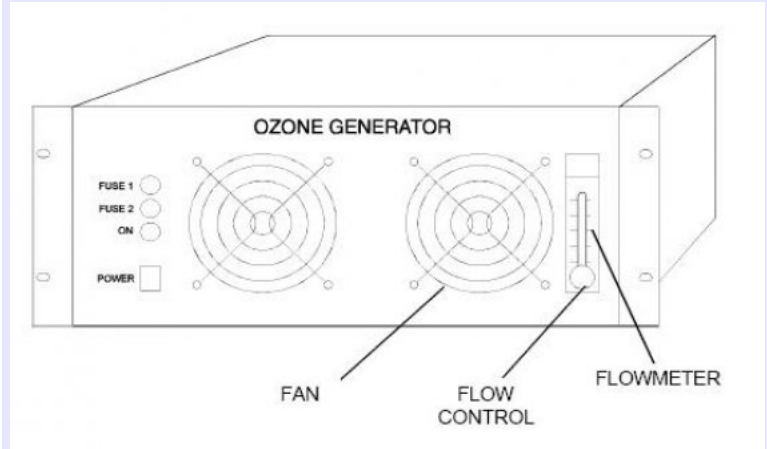 OZONE GENERATOR
FUSE 1
FUSE 2
ON
POWER
FAN
FLOW
CONTROL
FLOWMETER